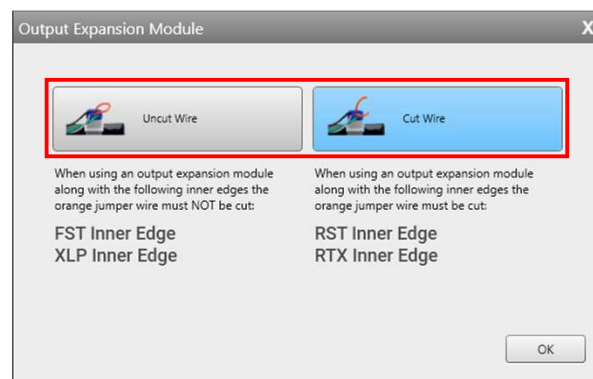 Output Expansion Module
X
Uncut Wire
Cut Wire
When using an output expansion module
along with the following inner edges the
orange jumper wire must NOT be cut:
FST Inner Edge
XLP Inner Edge
When using an output expansion module
along with the following inner edges the
orange jumper wire must be cut:
RST Inner Edge
RTX Inner Edge
OK